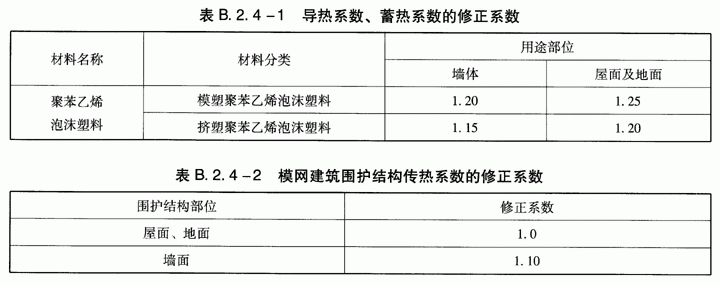 表 B.2.4-1 导热系数、蓄热系数的修正系数
材料名称 材料分类 用途部位
墙体 屋面及地面
聚苯乙烯泡沫塑料 模塑聚苯乙烯泡沫塑料 1.20 1.25
挤塑聚苯乙烯泡沫塑料 1.15 1.20
表 B.2.4-2 模网建筑围护结构传热系数的修正系数
围护结构部位 修正系数
屋面、地面 1.0
墙面 1.10